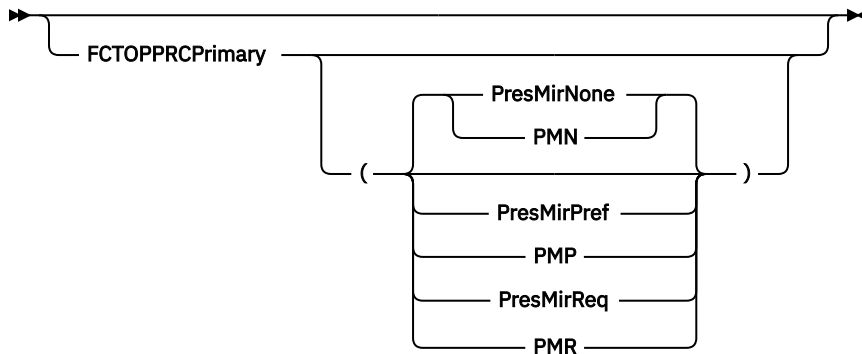 FCTOPPRCPrimary
PresMirNone
PMN
( )
PresMirPref
PMP
PresMirReq
PMR